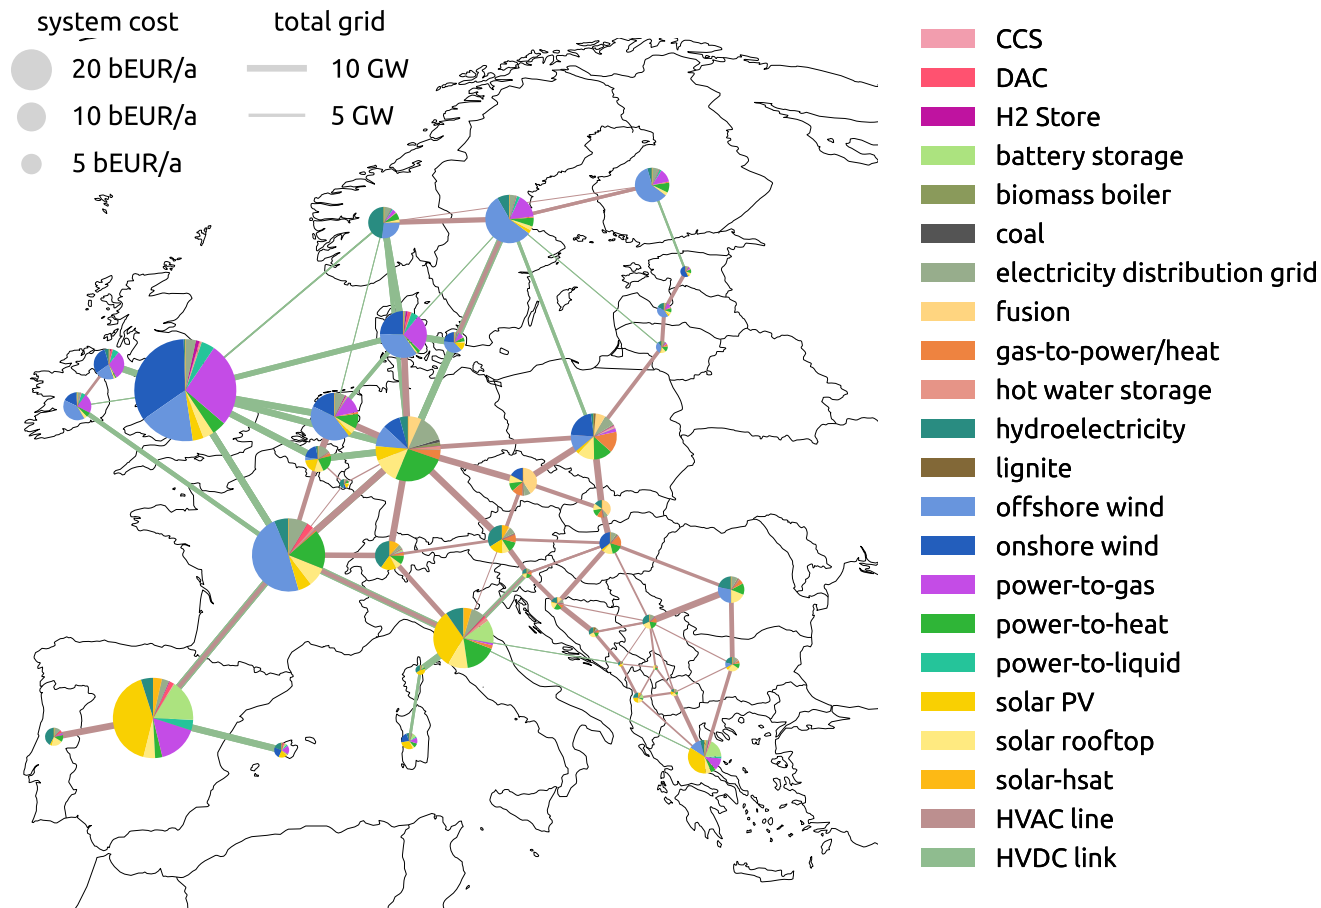 system cost
total grid
20 bEUR/a
10 GW
10 bEUR/a
5 GW
5 bEUR/a
CCS
DAC
H2 Store
battery storage
biomass boiler
coal
electricity distribution grid
fusion
gas-to-power/heat
hot water storage
hydroelectricity
lignite
offshore wind
onshore wind
power-to-gas
power-to-heat
power-to-liquid
solar PV
solar rooftop
solar-hsat
HVAC line
HVDC link